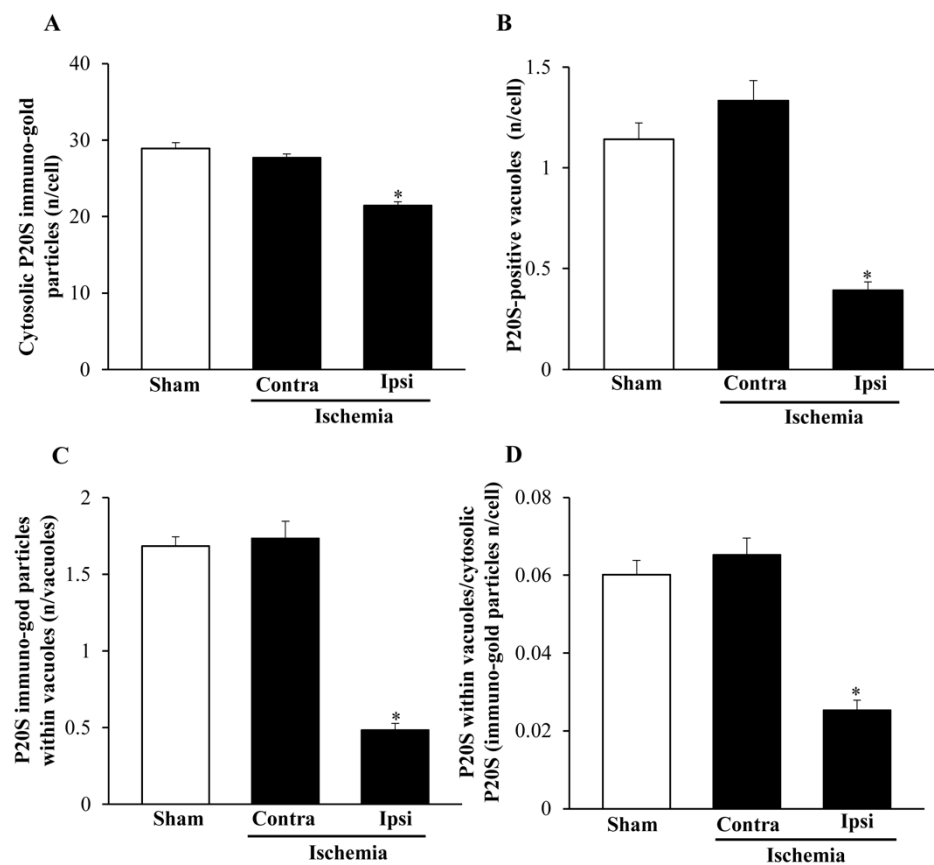 A
Cytosolic P20S immuno-gold
particles (n/cell)
40
30
20
10
0
*
Sham
Contra
Ipsi
Ischemia
B
P20S-positive vacuoles (n/cell)
1.5
1
0.5
0
*
Sham
Contra
Ipsi
Ischemia
C
P20S immuno-god particles
within vacuoles (n/vacuoles)
2
1.5
1
0.5
0
*
Sham
Contra
Ipsi
Ischemia
D
P20S within vacuoles/cytosolic
P20S (immuno-gold particles n/cell)
0.08
0.06
0.04
0.02
0
*
Sham
Contra
Ipsi
Ischemia